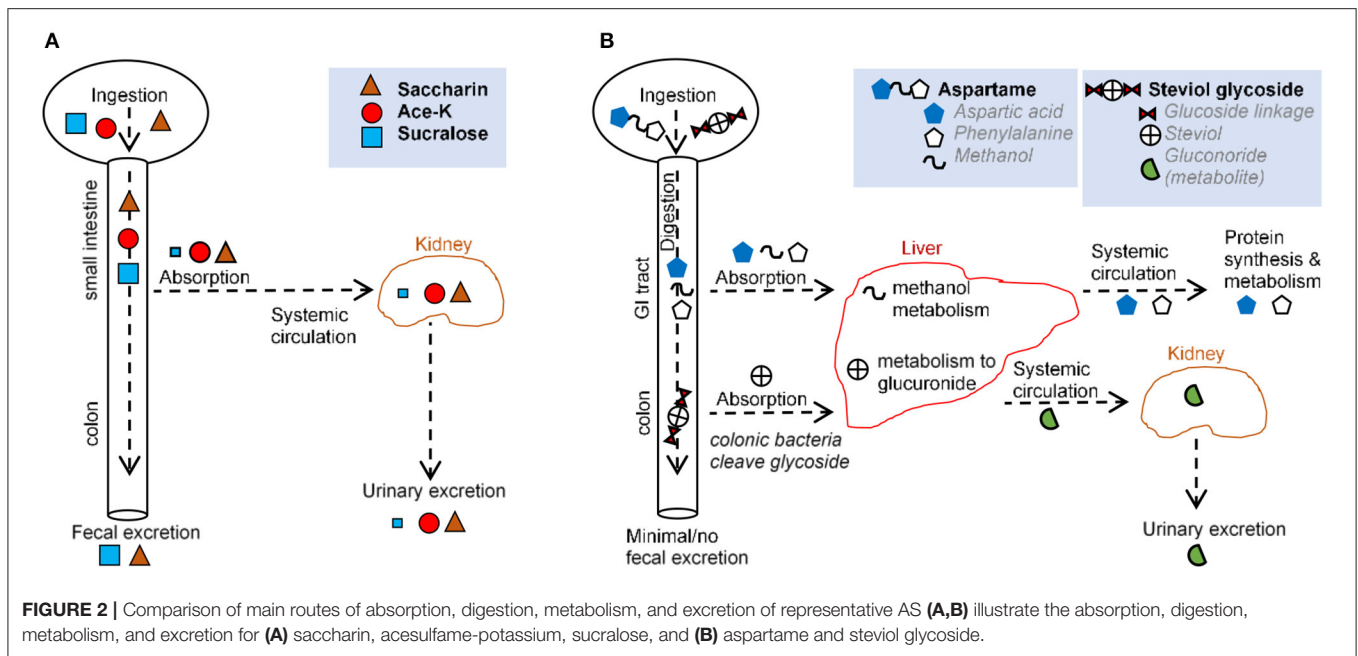 A
Ingestion
small intestine
colon
Absorption
Systemic
circulation
Kidney
Urinary excretion
Fecal excretion
Saccharin
Ace-K
Sucralose
B
Ingestion
Digestion
GI tract
colon
Absorption
Absorption
colonic bacteria
cleave glycoside
Minimal/no
fecal excretion
Aspartame
Aspartic acid
Phenylalanine
Methanol
Steviol glycoside
Glucoside linkage
Steviol
Gluconoride
(metabolite)
Liver
methanol
metabolism
metabolism to
glucuronide
Systemic
circulation
Protein
synthesis &
metabolism
Systemic
circulation
Kidney
Urinary excretion
FIGURE 2 | Comparison of main routes of absorption, digestion, metabolism, and excretion of representative AS (A,B) illustrate the absorption, digestion,
metabolism, and excretion for (A) saccharin, acesulfame-potassium, sucralose, and (B) aspartame and steviol glycoside.